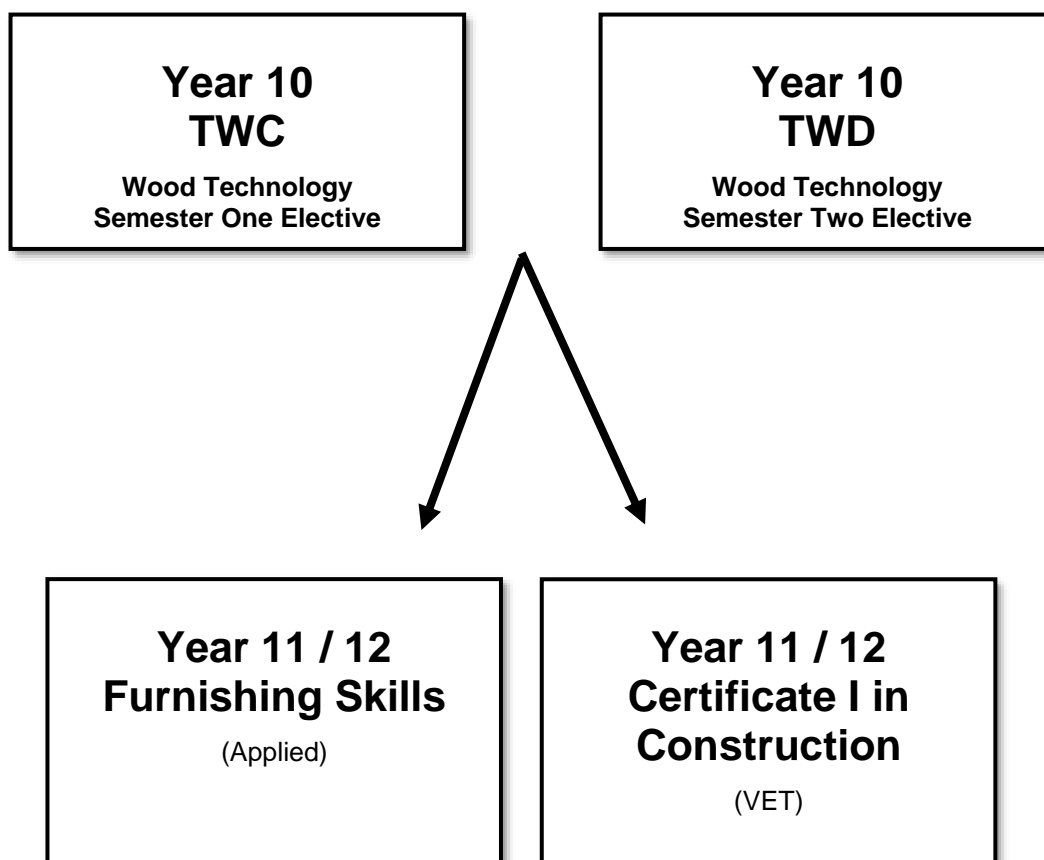 Year 10
TWC
Wood Technology
Semester One Elective
Year 10
TWD
Wood Technology
Semester Two Elective
Year 11 / 12
Furnishing Skills
(Applied)
Year 11 / 12
Certificate I in
Construction
(VET)